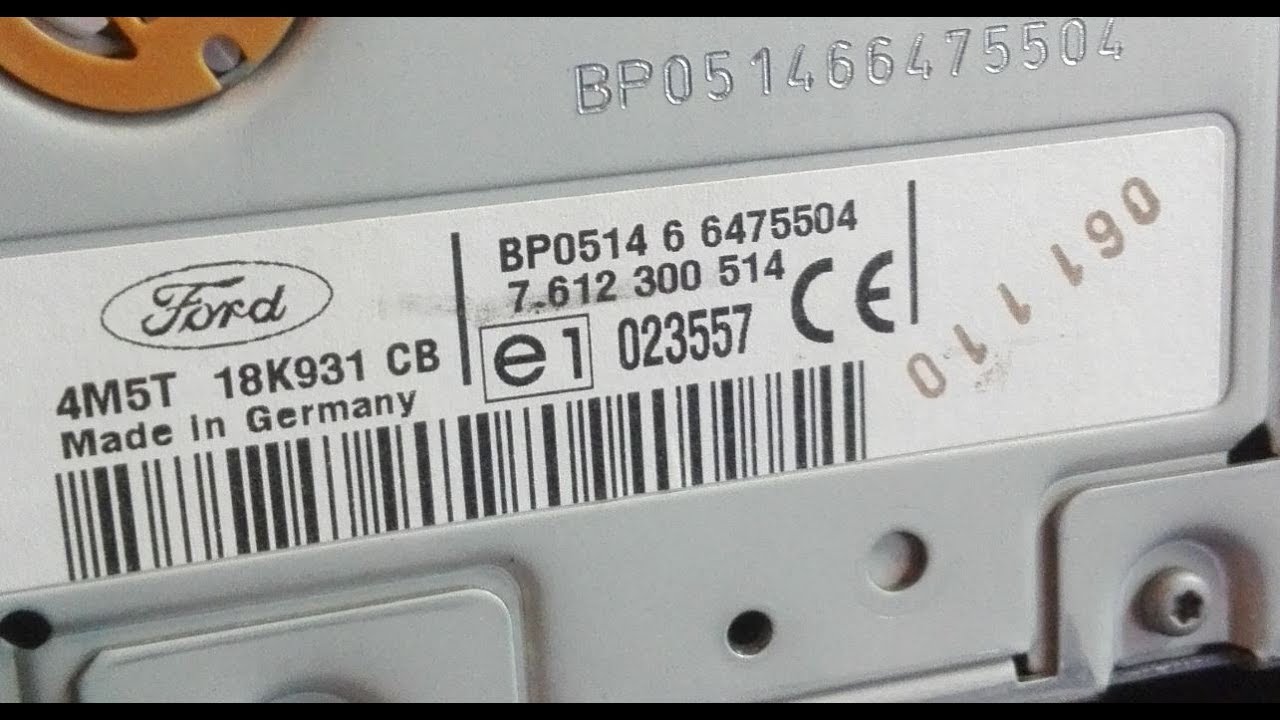 BP051466475504
Ford
4M5T 18K931 CB
Made in Germany
BP0514 6 6475504
7.612 300 514
e1 023557 CE
061110